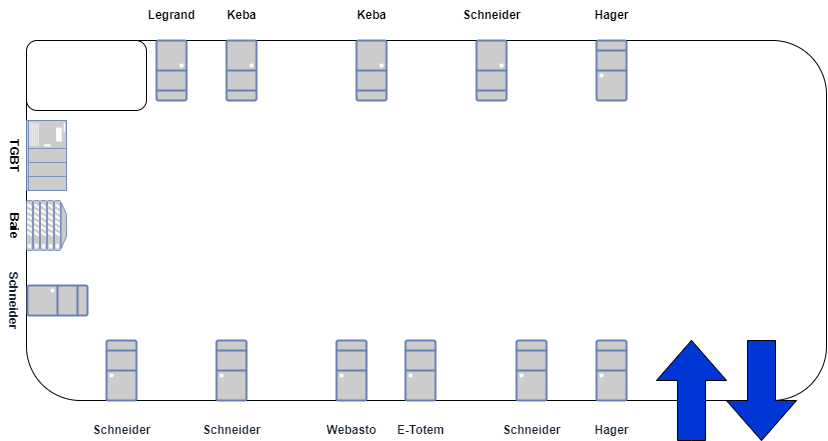 Legrand
Keba
Keba
Schneider
Hager
TGBT
Baie
Schneider
Schneider
Schneider
Webasto
E-Totem
Schneider
Hager